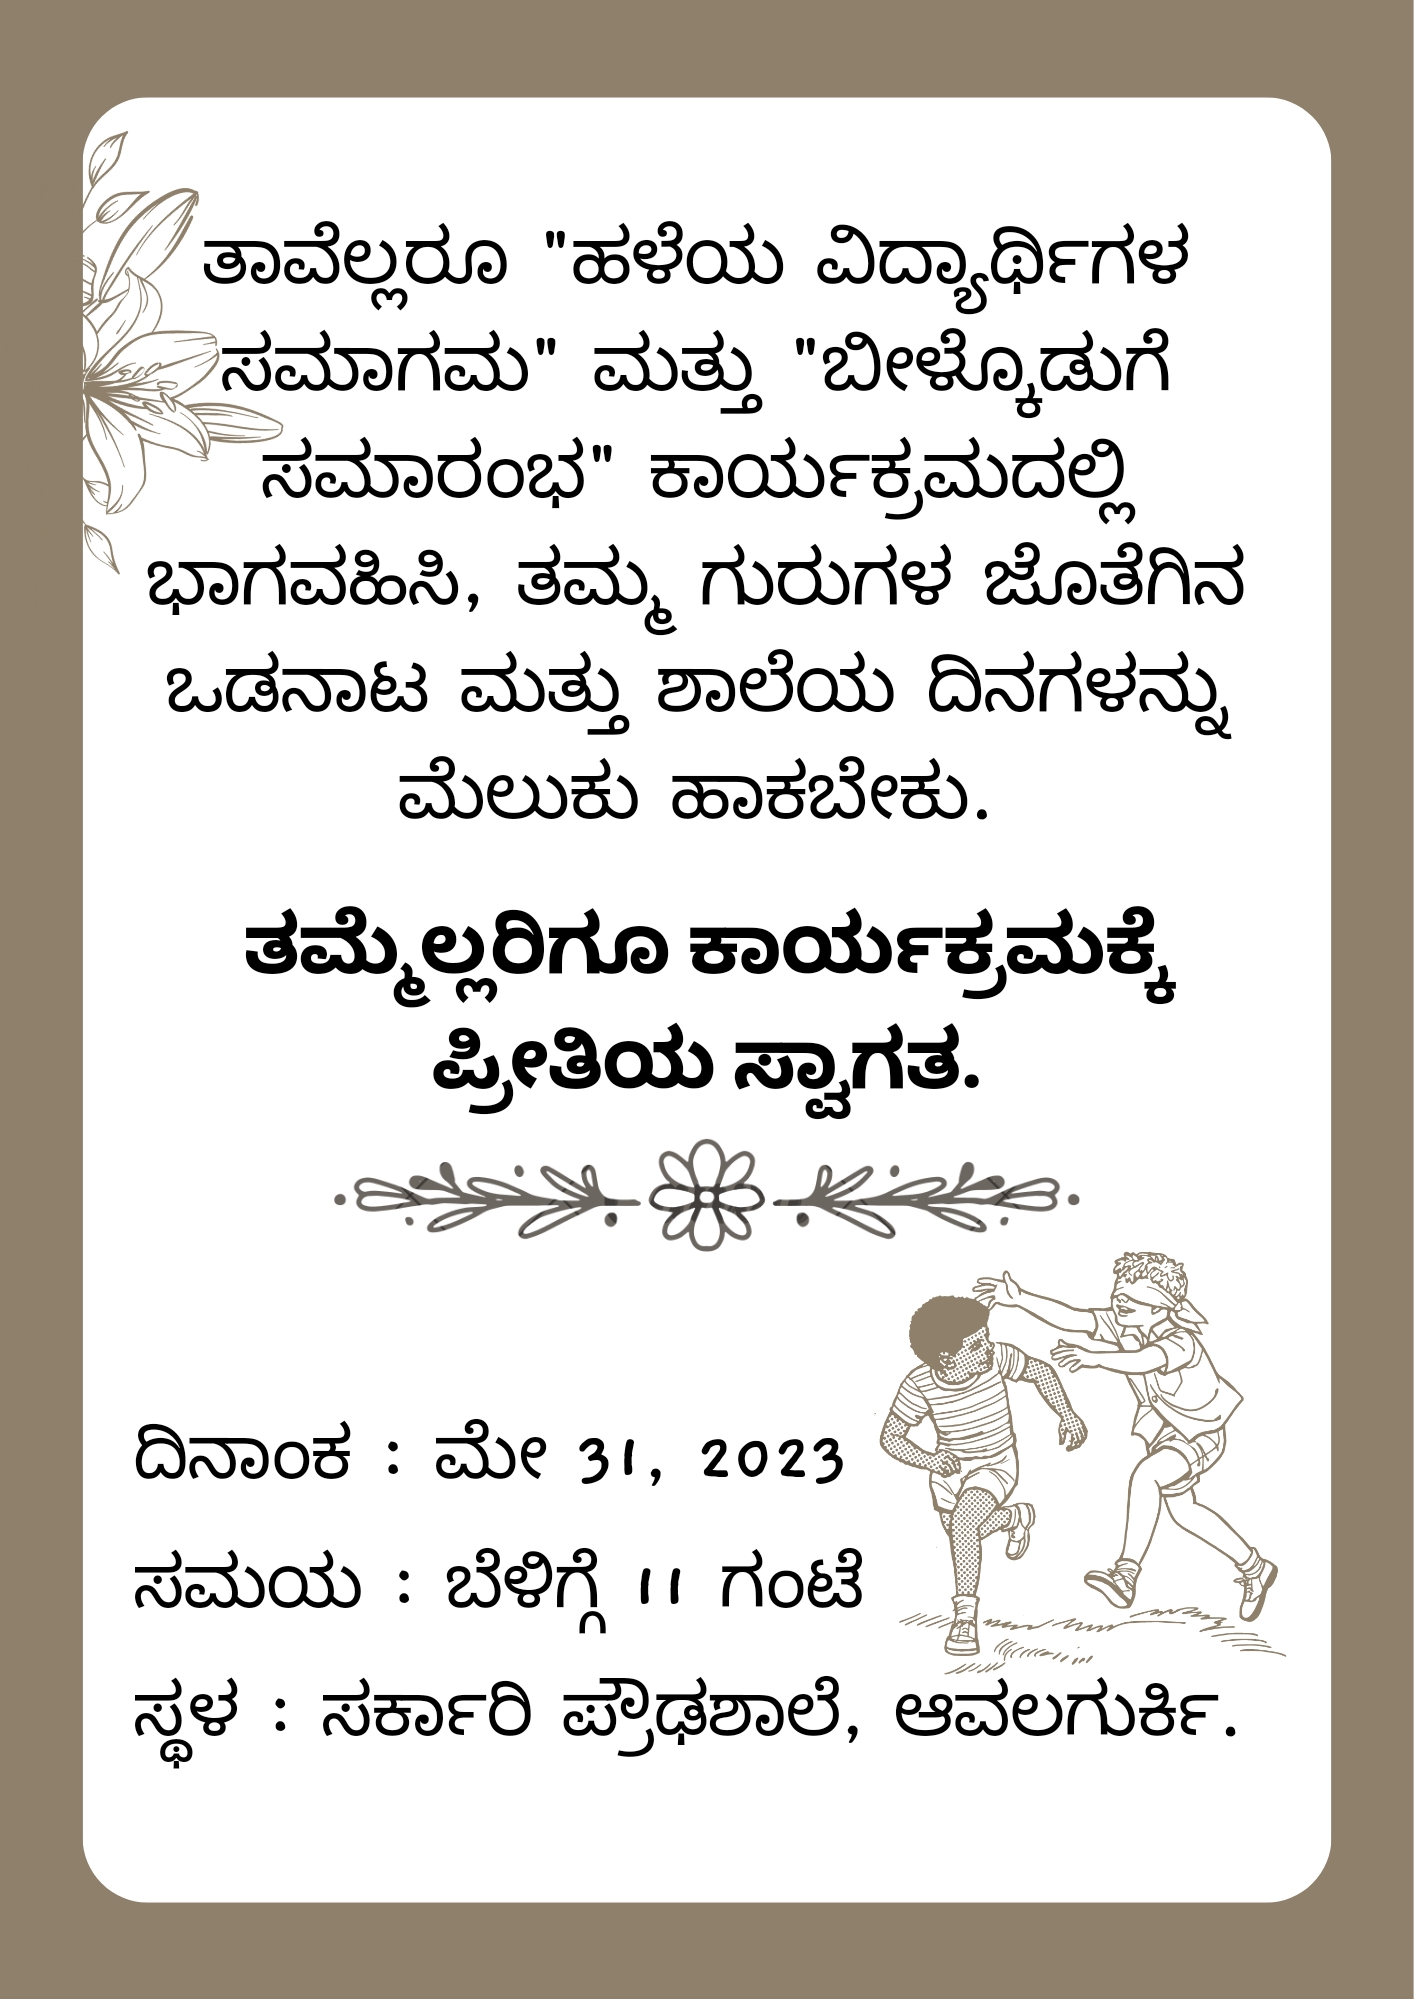 ತಾವೆಲ್ಲರೂ "ಹಳೆಯ ವಿದ್ಯಾರ್ಥಿಗಳ
ಸಮಾಗಮ" ಮತ್ತು "ಬೀಳ್ಕೊಡುಗೆ
ಸಮಾರಂಭ" ಕಾರ್ಯಕ್ರಮದಲ್ಲಿ
ಭಾಗವಹಿಸಿ, ತಮ್ಮ ಗುರುಗಳ ಜೊತೆಗಿನ
ಒಡನಾಟ ಮತ್ತು ಶಾಲೆಯ ದಿನಗಳನ್ನು
ಮೆಲುಕು ಹಾಕಬೇಕು.
ತಮ್ಮೆಲ್ಲರಿಗೂ ಕಾರ್ಯಕ್ರಮಕ್ಕೆ
ಪ್ರೀತಿಯ ಸ್ವಾಗತ.
ದಿನಾಂಕ : ಮೇ 31, 2023
ಸಮಯ : ಬೆಳಿಗ್ಗೆ 11 ಗಂಟೆ
ಸ್ಥಳ : ಸರ್ಕಾರಿ ಪ್ರೌಢಶಾಲೆ, ಆವಲಗುರ್ಕಿ.